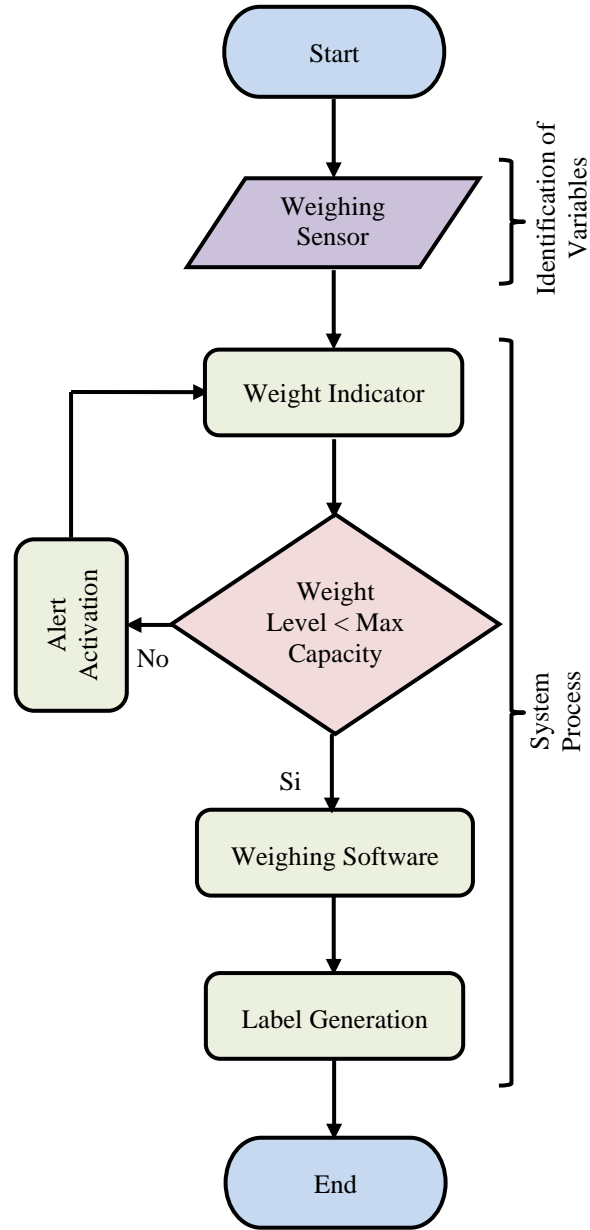 Start
Weighing
Sensor
Identification of
Variables
Weight Indicator
Weight
Level < Max
Capacity
No
Alert
Activation
Si
System
Process
Weighing Software
Label Generation
End